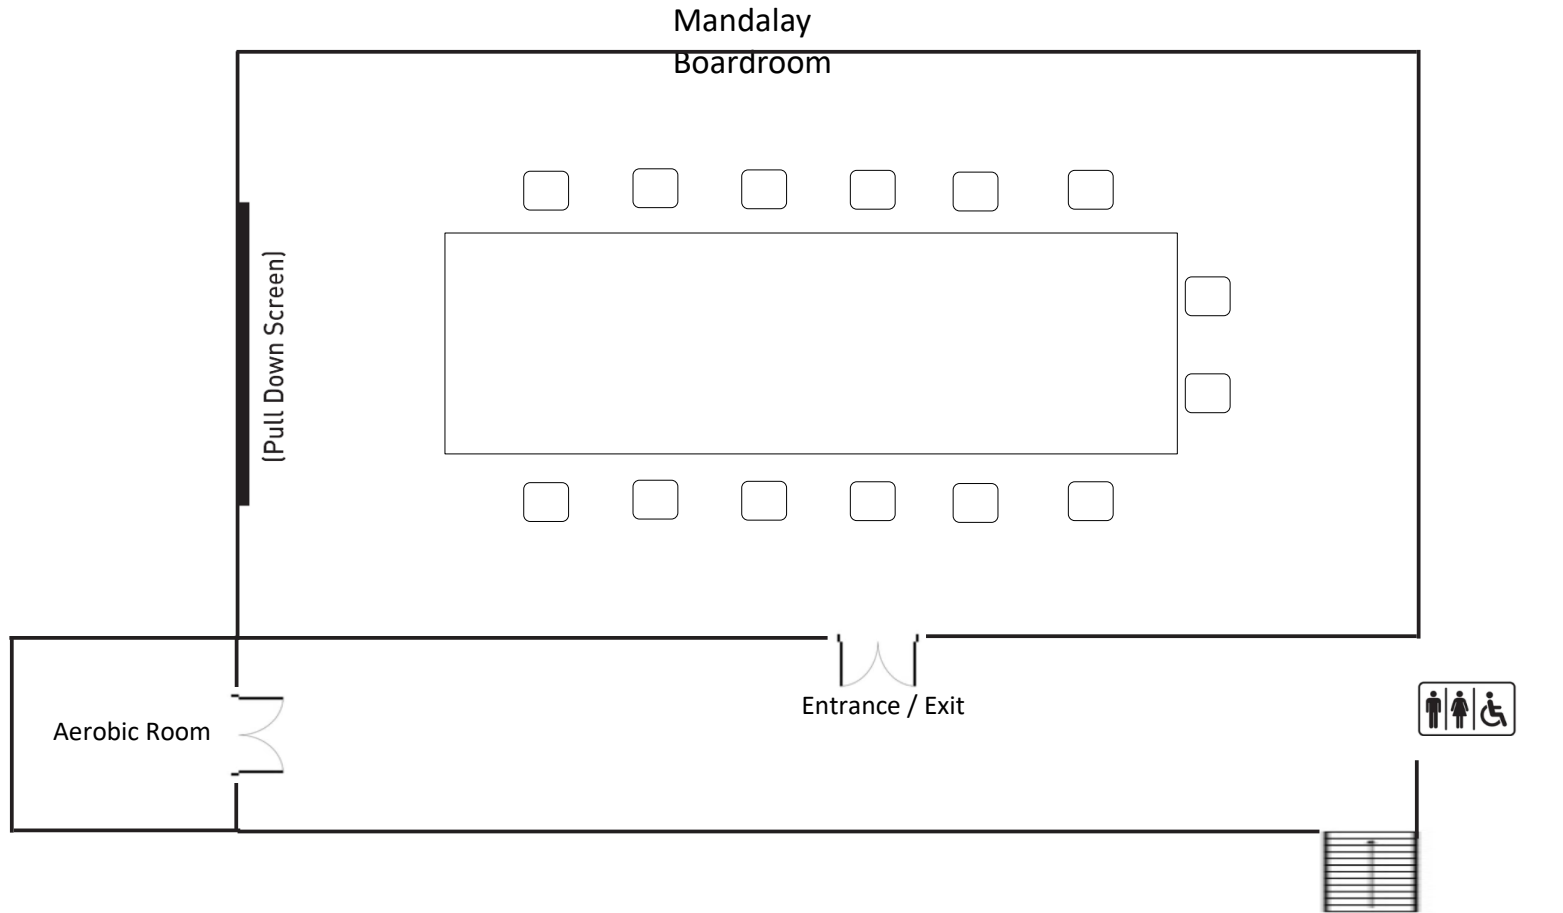 Mandalay
Boardroom
(Pull Down Screen)
Entrance / Exit
Aerobic Room